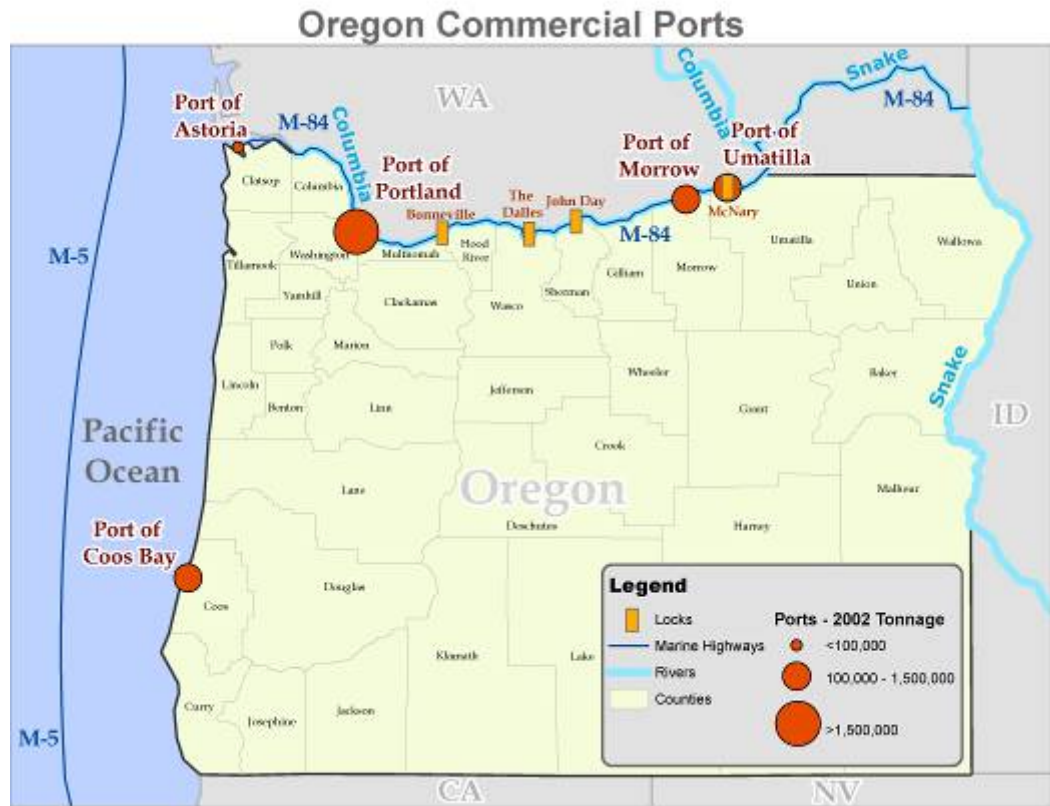 Oregon Commercial Ports
WA
Snake
Columbia
M-84
Port of
Astoria
M-84
Columbia
Port of
Portland
Port of
Morrow
Port of
Umatilla
McNary
Bonneville
The
Dalles
John Day
M-84
Clatsop
Columbia
Tillamook
Washington
Multnomah
Hood
River
Umatilla
Wallowa
Gilliam
Morrow
Union
Yamhill
Clackamas
Wasco
Sherman
M-5
Polk
Marion
Wheeler
Baker
Snake
ID
Lincoln
Benton
Linn
Jefferson
Grant
Pacific
Ocean
Crook
Oregon
Lane
Malheur
Deschutes
Harney
Port of
Coos Bay
Coos
Douglas
Klamath
Lake
Curry
Josephine
Jackson
M-5
Legend
Locks
Marine Highways
Rivers
Counties
Ports - 2002 Tonnage
<100,000
100,000 - 1,500,000
>1,500,000
CA
NV